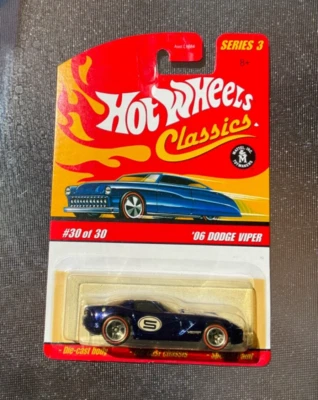 SERIES 3
HOT WHEELS
Classics
#30 of 30
'06 DODGE VIPER
S